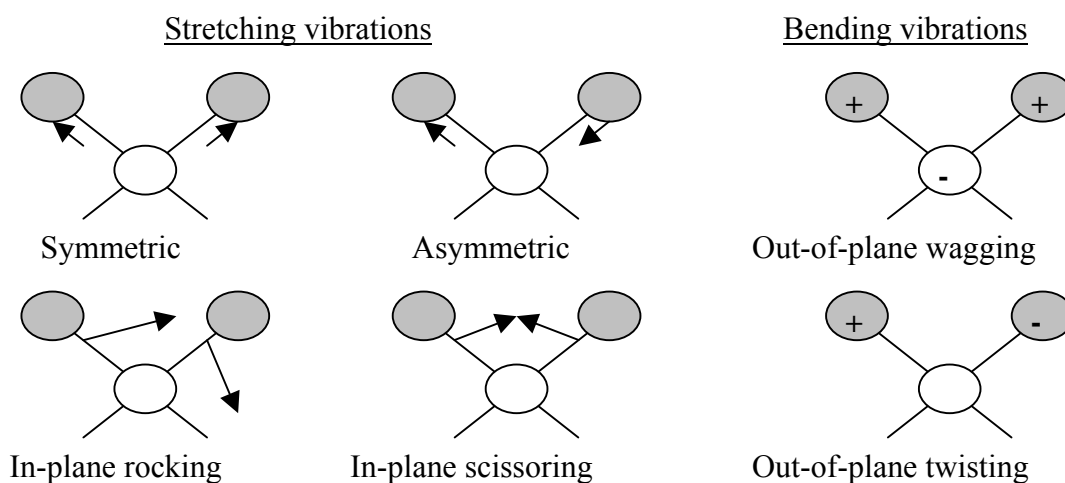 Stretching vibrations Bending vibrations
+ +
-
Symmetric Asymmetric Out-of-plane wagging
+ -
In-plane rocking In-plane scissoring Out-of-plane twisting